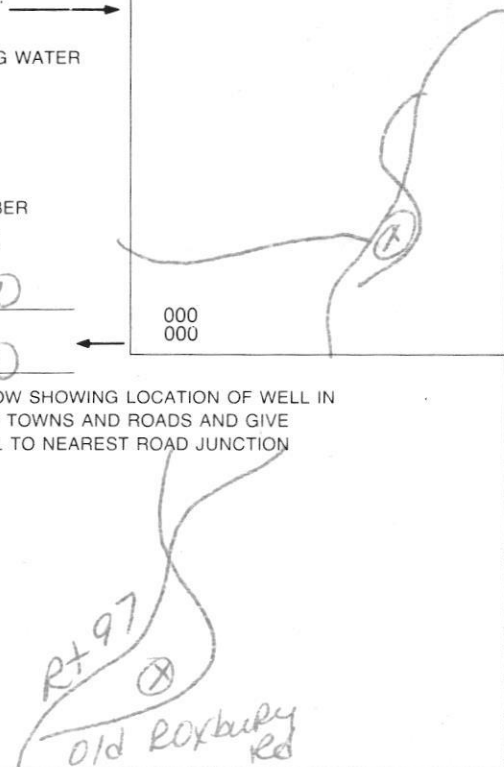 G WATER
BER
000
000
OW SHOWING LOCATION OF WELL IN
TOWNS AND ROADS AND GIVE
L TO NEAREST ROAD JUNCTION
X
Rt 97
X
Old Roxbury
Rd